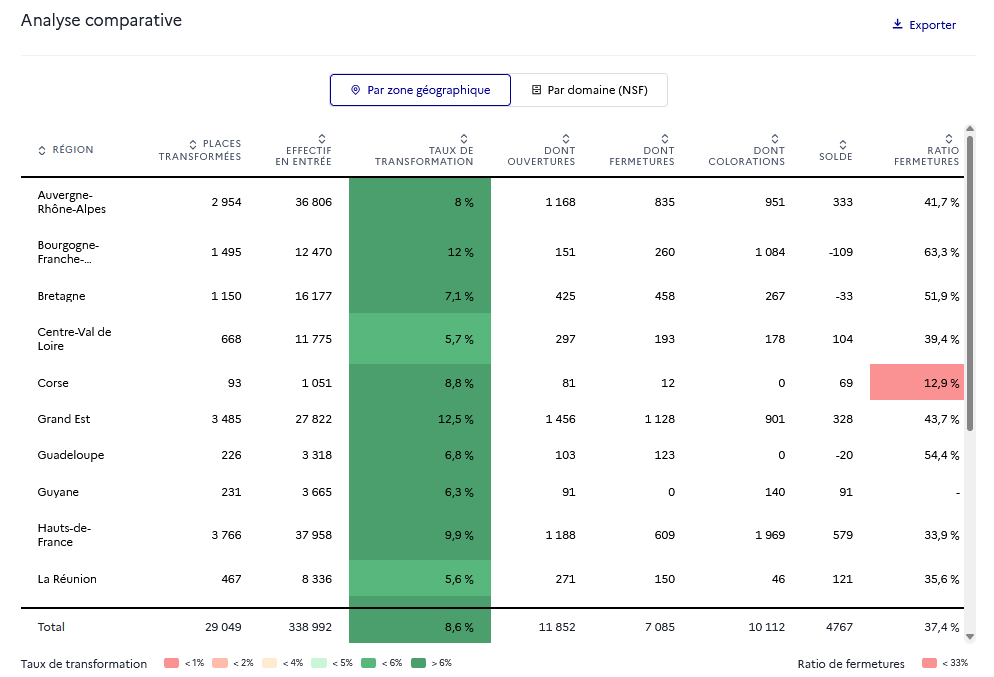 Analyse comparative
Exporter
Par zone géographique Par domaine (NSF)
RÉGION PLACES TRANSFORMÉES EFFECTIF EN ENTRÉE TAUX DE TRANSFORMATION DONT OUVERTURES DONT FERMETURES DONT COLORATIONS SOLDE RATIO FERMETURES
Auvergne-Rhône-Alpes 2 954 36 806 8 % 1 168 835 951 333 41,7 %
Bourgogne-Franche-... 1 495 12 470 12 % 151 260 1 084 -109 63,3 %
Bretagne 1 150 16 177 7,1 % 425 458 267 -33 51,9 %
Centre-Val de Loire 668 11 775 5,7 % 297 193 178 104 39,4 %
Corse 93 1 051 8,8 % 81 12 0 69 12,9 %
Grand Est 3 485 27 822 12,5 % 1 456 1 128 901 328 43,7 %
Guadeloupe 226 3 318 6,8 % 103 123 0 -20 54,4 %
Guyane 231 3 665 6,3 % 91 0 140 91 -
Hauts-de-France 3 766 37 958 9,9 % 1 188 609 1 969 579 33,9 %
La Réunion 467 8 336 5,6 % 271 150 46 121 35,6 %
Total 29 049 338 992 8,6 % 11 852 7 085 10 112 4767 37,4 %
Taux de transformation < 1% < 2% < 4% < 5% < 6% > 6% Ratio de fermetures < 33%